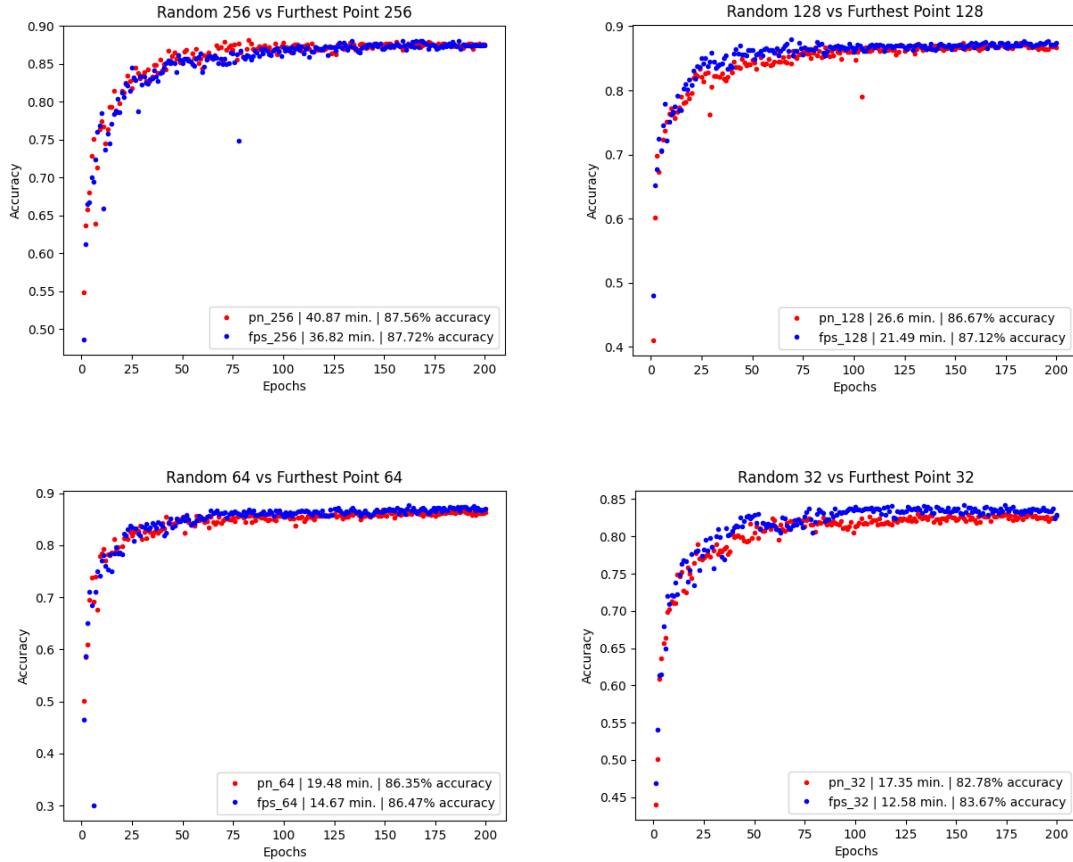 Random 256 vs Furthest Point 256
0.90
0.85
0.80
0.75
0.70
0.65
0.60
0.55
0.50
Accuracy
pn_256 | 40.87 min. | 87.56% accuracy
fps_256 | 36.82 min. | 87.72% accuracy
0 25 50 75 100 125 150 175 200
Epochs
Random 128 vs Furthest Point 128
0.9
0.8
0.7
0.6
0.5
0.4
Accuracy
pn_128 | 26.6 min. | 86.67% accuracy
fps_128 | 21.49 min. | 87.12% accuracy
0 25 50 75 100 125 150 175 200
Epochs
Random 64 vs Furthest Point 64
0.9
0.8
0.7
0.6
0.5
0.4
0.3
Accuracy
pn_64 | 19.48 min. | 86.35% accuracy
fps_64 | 14.67 min. | 86.47% accuracy
0 25 50 75 100 125 150 175 200
Epochs
Random 32 vs Furthest Point 32
0.85
0.80
0.75
0.70
0.65
0.60
0.55
0.50
0.45
Accuracy
pn_32 | 17.35 min. | 82.78% accuracy
fps_32 | 12.58 min. | 83.67% accuracy
0 25 50 75 100 125 150 175 200
Epochs